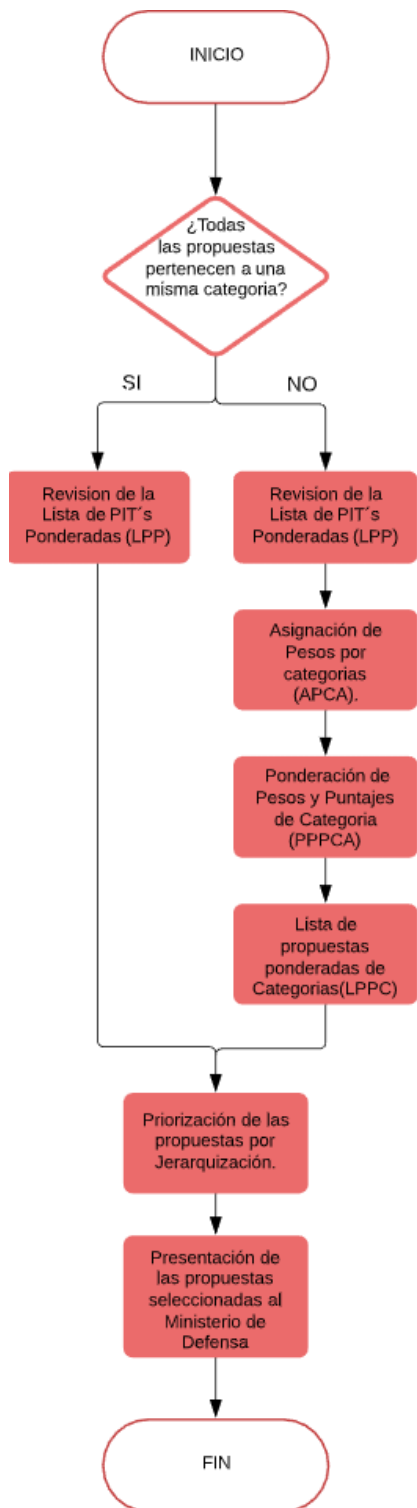 INICIO
¿Todas
las propuestas
pertenecen a una
misma categoria?
SI
NO
Revision de la
Lista de PIT´s
Ponderadas (LPP)
Revision de la
Lista de PIT´s
Ponderadas (LPP)
Asignación de
Pesos por
categorias
(APCA).
Ponderación de
Pesos y Puntajes
de Categoria
(PPPCA)
Lista de
propuestas
ponderadas de
Categorias(LPPC)
Priorización de las
propuestas por
Jerarquización.
Presentación de
las propuestas
seleccionadas al
Ministerio de
Defensa
FIN